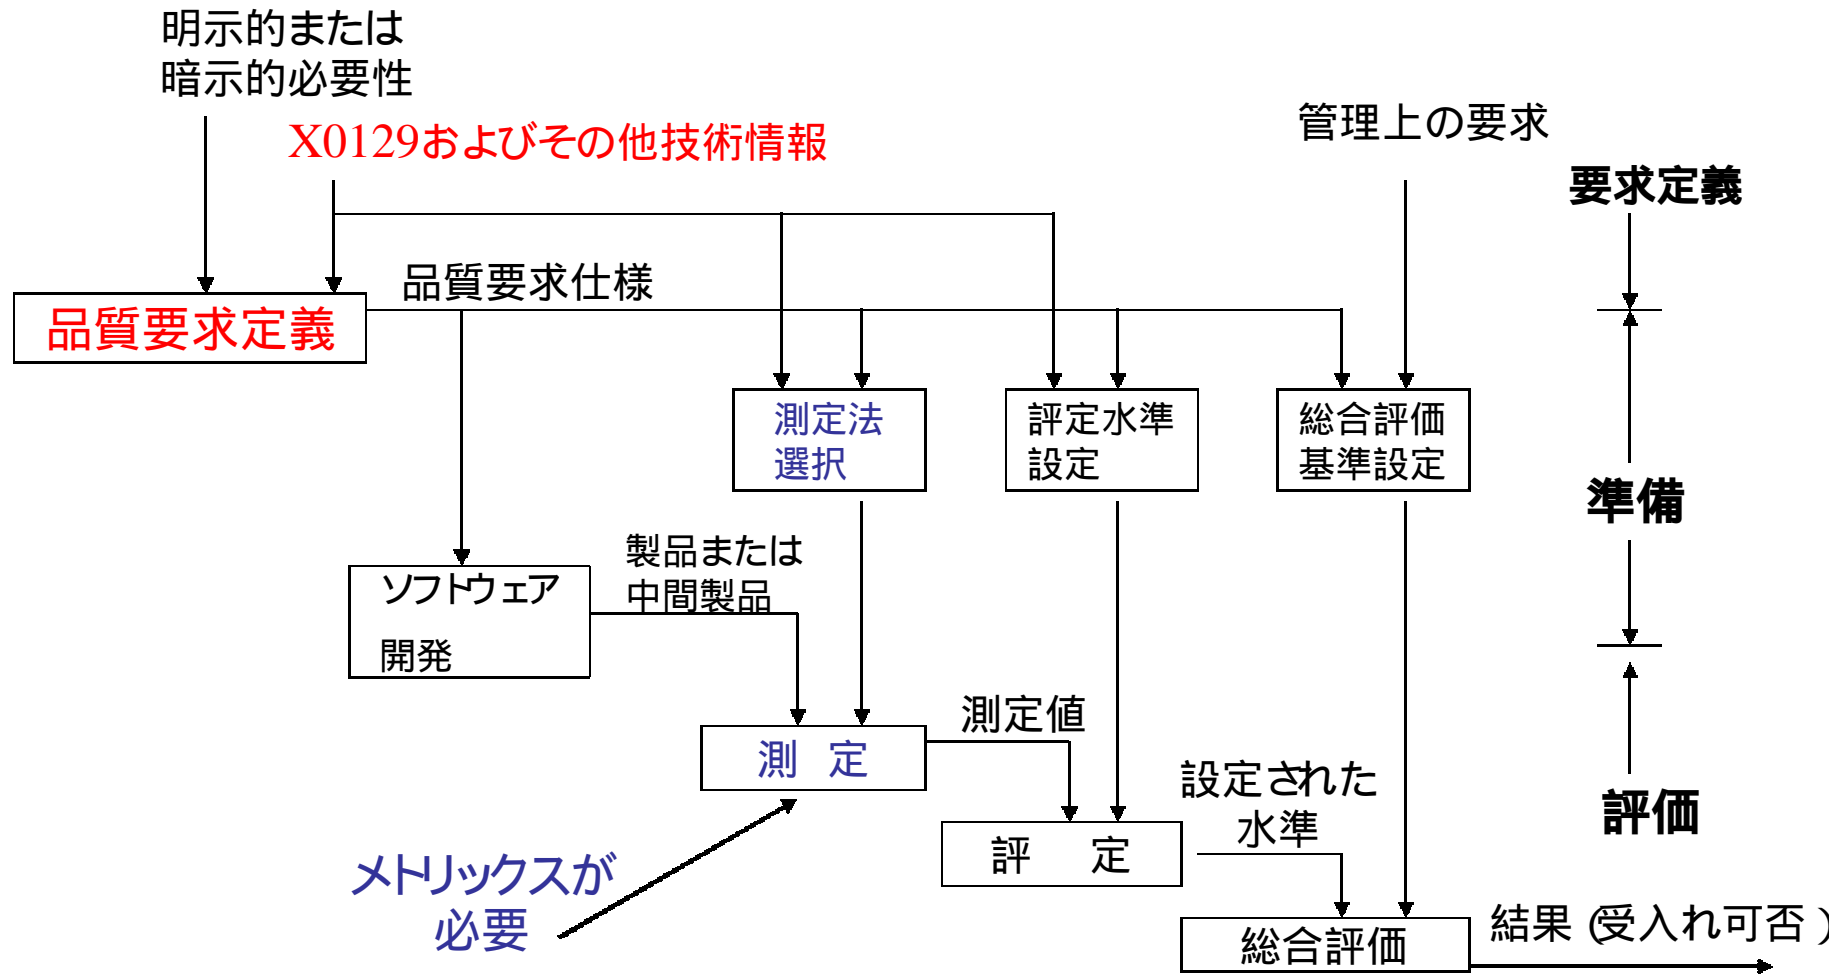 明示的または
暗示的必要性
X0129およびその他技術情報
管理上の要求
要求定義
品質要求仕様
品質要求定義
測定法
選択
評定水準
設定
総合評価
基準設定
準備
製品または
中間製品
ソフトウェア
開発
測定値
測 定
設定された
水準
評価
評 定
メトリックスが
必要
結果（受入れ可否）
総合評価